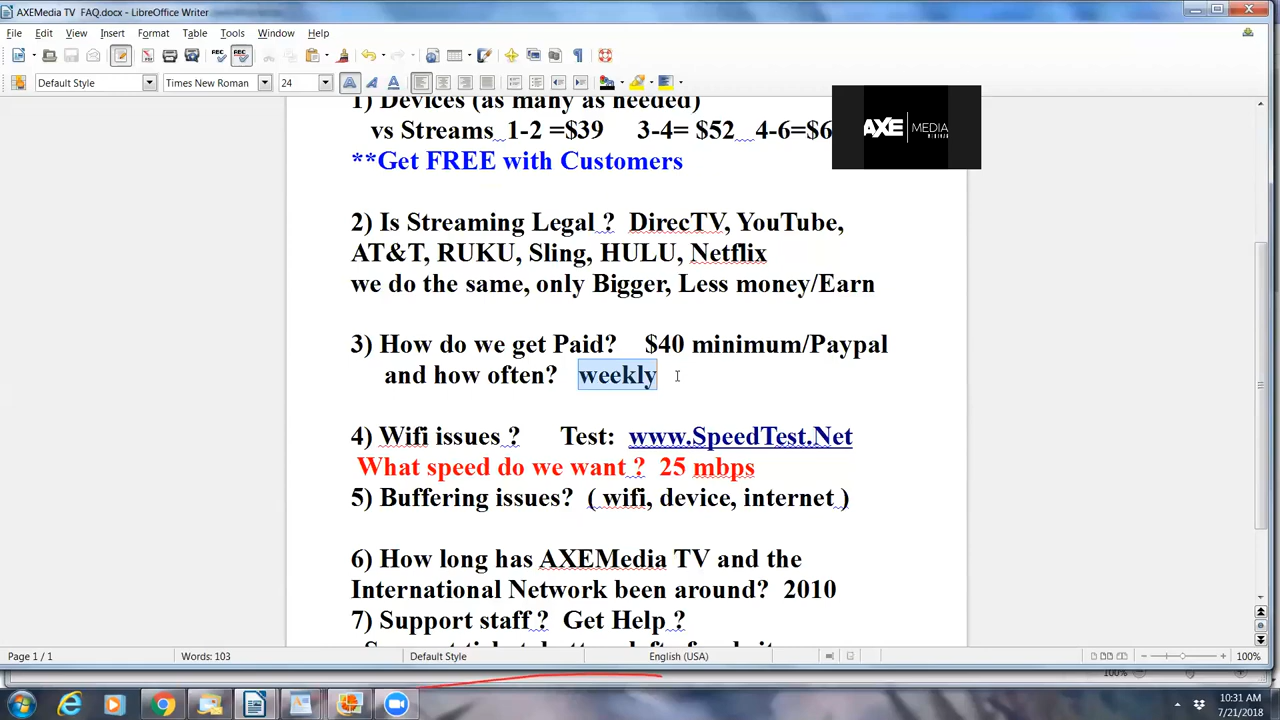 AXEMedia TV FAQ.docx - LibreOffice Writer
File Edit View Insert Format Table Tools Window Help
Default Style Times New Roman 24
1) Devices (as many as needed)
vs Streams 1-2 =$39 3-4= $52 4-6=$6
**Get FREE with Customers
AXE MEDIA
2) Is Streaming Legal ? DirecTV, YouTube,
AT&T, RUKU, Sling, HULU, Netflix
we do the same, only Bigger, Less money/Earn
3) How do we get Paid? $40 minimum/Paypal
and how often? weekly
4) Wifi issues ? Test: www.SpeedTest.Net
What speed do we want ? 25 mbps
5) Buffering issues? ( wifi, device, internet )
6) How long has AXEMedia TV and the
International Network been around? 2010
7) Support staff ? Get Help ?
Page 1 / 1 Words: 103 Default Style English (USA) 100%
100%
10:31 AM
7/21/2018